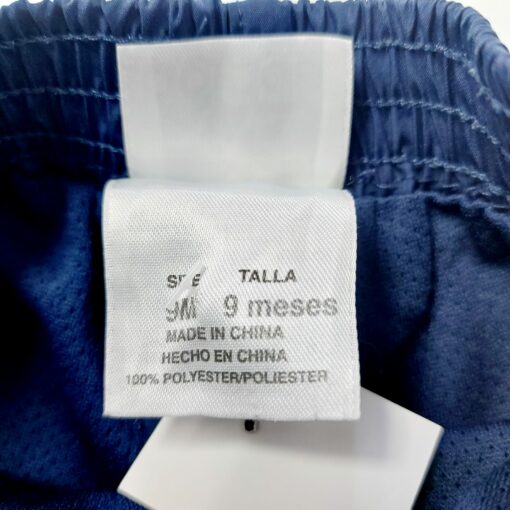 TALLA
9M 9 meses
MADE IN CHINA
HECHO EN CHINA
100% POLYESTER/POLIESTER